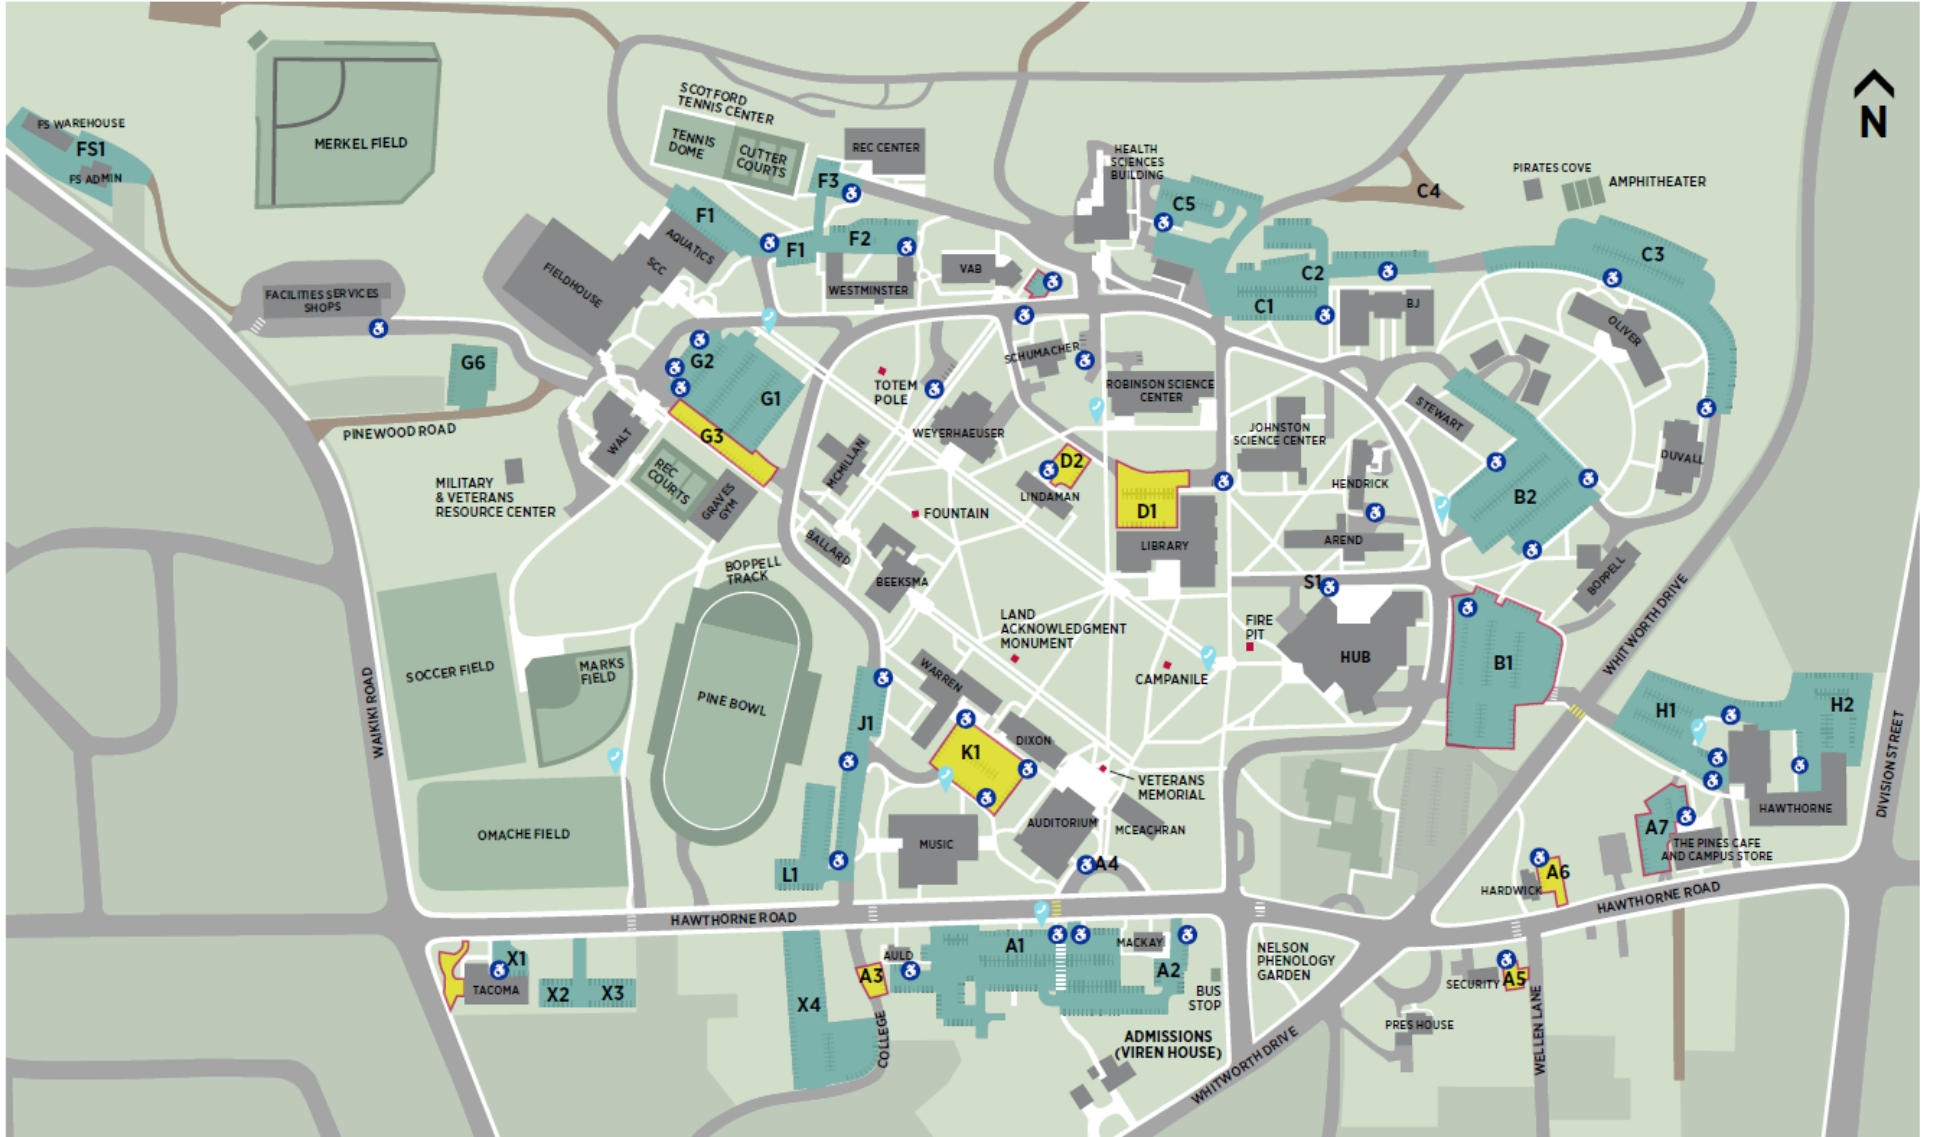 N
SCOTFORD
TENNIS CENTER
TENNIS
DOME
CUTTER
COURTS
REC CENTER
FS WAREHOUSE
FS1
FS ADMIN
MERKEL FIELD
HEALTH
SCIENCES
BUILDING
PIRATES COVE
AMPHITHEATER
C4
F3
F1
F1
F2
C5
AQUATICS
SCC
FIELDHOUSE
WESTMINSTER
VAB
C2
C1
C3
BJ
OLIVER
FACILITIES SERVICES
SHOPS
G6
G2
G1
G3
PINEWOOD ROAD
WALT
REC
COURTS
GRAVES
GYM
MILITARY
& VETERANS
RESOURCE CENTER
TOTEM
POLE
SCHUMACHER
ROBINSON SCIENCE
CENTER
WEYERHAEUSER
MCMILLAN
JOHNSTON
SCIENCE CENTER
STEWART
DUVALL
D2
LINDAMAN
D1
LIBRARY
HENDRICK
AREND
B2
FOUNTAIN
BALLARD
BEEKSMA
BOPPELL
TRACK
PINE BOWL
BOPPELL
S1
HUB
FIRE
PIT
B1
WHITWORTH DRIVE
LAND
ACKNOWLEDGMENT
MONUMENT
CAMPANILE
SOCCER FIELD
MARKS
FIELD
WAIKIKI ROAD
WARREN
J1
K1
DIXON
VETERANS
MEMORIAL
H1
H2
DIVISION STREET
HAWTHORNE
OMACHE FIELD
AUDITORIUM
MCEACHRAN
MUSIC
A4
L1
A7
THE PINES CAFE
AND CAMPUS STORE
A6
HARDWICK
HAWTHORNE ROAD
HAWTHORNE ROAD
X1
TACOMA
X2
X3
X4
AULD
A3
COLLEGE
A1
MACKAY
A2
BUS
STOP
NELSON
PHENOLOGY
GARDEN
SECURITY
A5
WELLEN LANE
PRES HOUSE
ADMISSIONS
(VIREN HOUSE)
WHITWORTH DRIVE